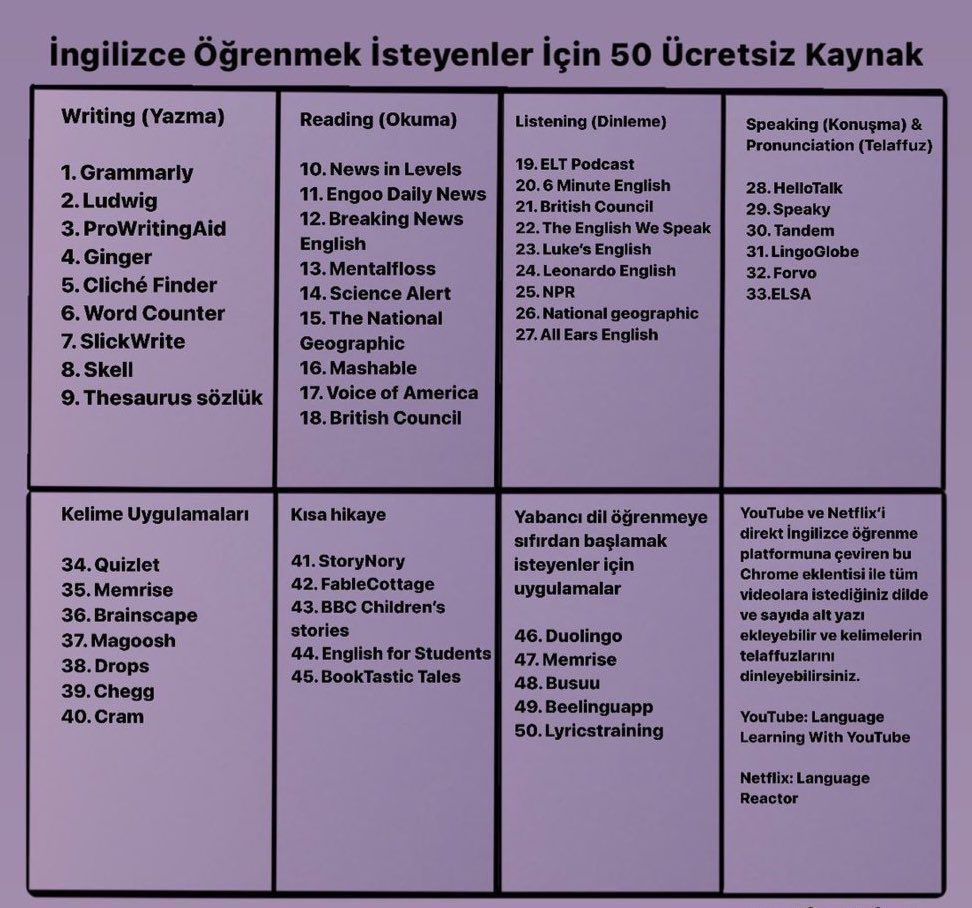 İngilizce Öğrenmek İsteyenler İçin 50 Ücretsiz Kaynak
Writing (Yazma)
1. Grammarly
2. Ludwig
3. ProWritingAid
4. Ginger
5. Cliché Finder
6. Word Counter
7. SlickWrite
8. Skell
9. Thesaurus sözlük
Reading (Okuma)
10. News in Levels
11. Engoo Daily News
12. Breaking News
English
13. Mentalfloss
14. Science Alert
15. The National
Geographic
16. Mashable
17. Voice of America
18. British Council
Listening (Dinleme)
19. ELT Podcast
20. 6 Minute English
21. British Council
22. The English We Speak
23. Luke's English
24. Leonardo English
25. NPR
26. National geographic
27. All Ears English
Speaking (Konuşma) &
Pronunciation (Telaffuz)
28. HelloTalk
29. Speaky
30. Tandem
31. LingoGlobe
32. Forvo
33.ELSA
Kelime Uygulamaları
34. Quizlet
35. Memrise
36. Brainscape
37. Magoosh
38. Drops
39. Chegg
40. Cram
Kısa hikaye
41. StoryNory
42. FableCottage
43. BBC Children's
stories
44. English for Students
45. BookTastic Tales
Yabancı dil öğrenmeye
sıfırdan başlamak
isteyenler için
uygulamalar
46. Duolingo
47. Memrise
48. Busuu
49. Beelinguapp
50. Lyricstraining
YouTube ve Netflix'i
direkt İngilizce öğrenme
platformuna çeviren bu
Chrome eklentisi ile tüm
videolara istediğiniz dilde
ve sayıda alt yazı
ekleyebilir ve kelimelerin
telaffuzlarını
dinleyebilirsiniz.
YouTube: Language
Learning With YouTube
Netflix: Language
Reactor